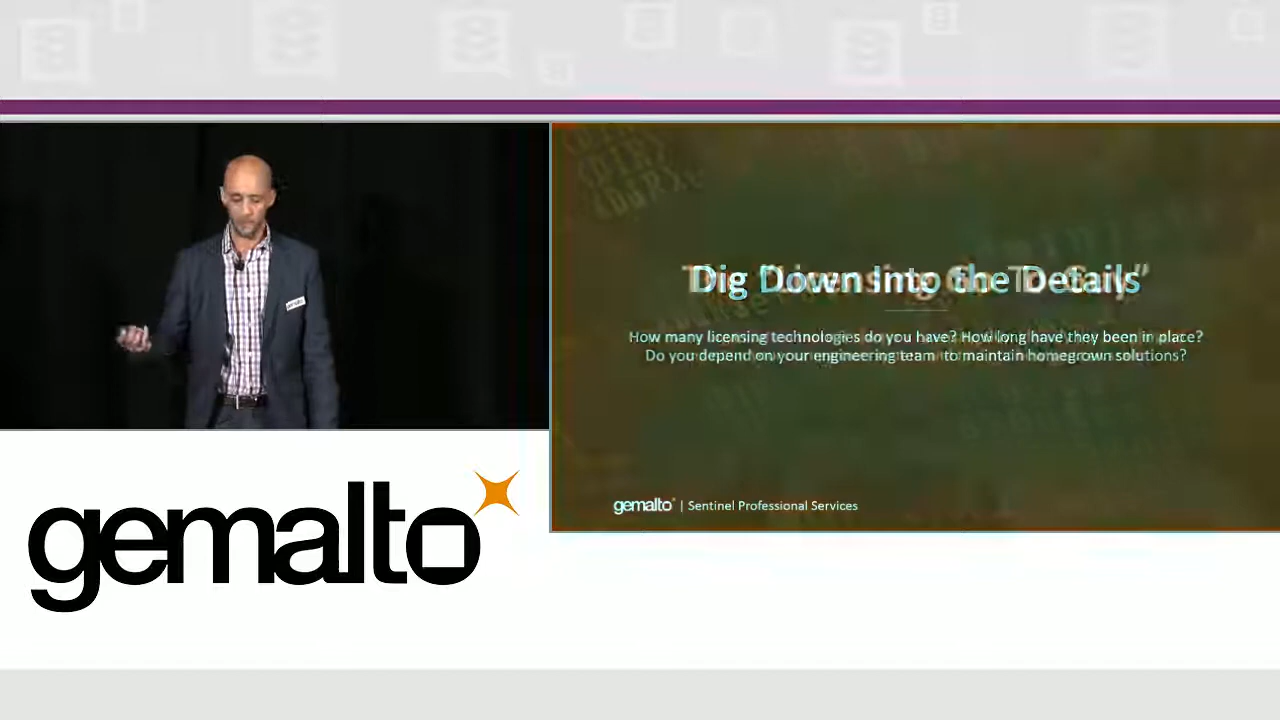 Dig Down Into the Details
How many licensing technologies do you have? How long have they been in place?
Do you depend on your engineering team to maintain homegrown solutions?
gemalto | Sentinel Professional Services
gemalto